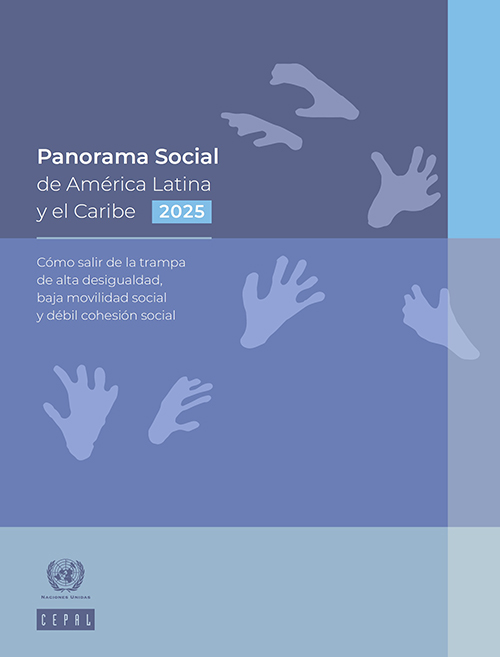 Panorama Social
de América Latina
y el Caribe 2025
Cómo salir de la trampa
de alta desigualdad,
baja movilidad social
y débil cohesión social
Naciones Unidas
CEPAL